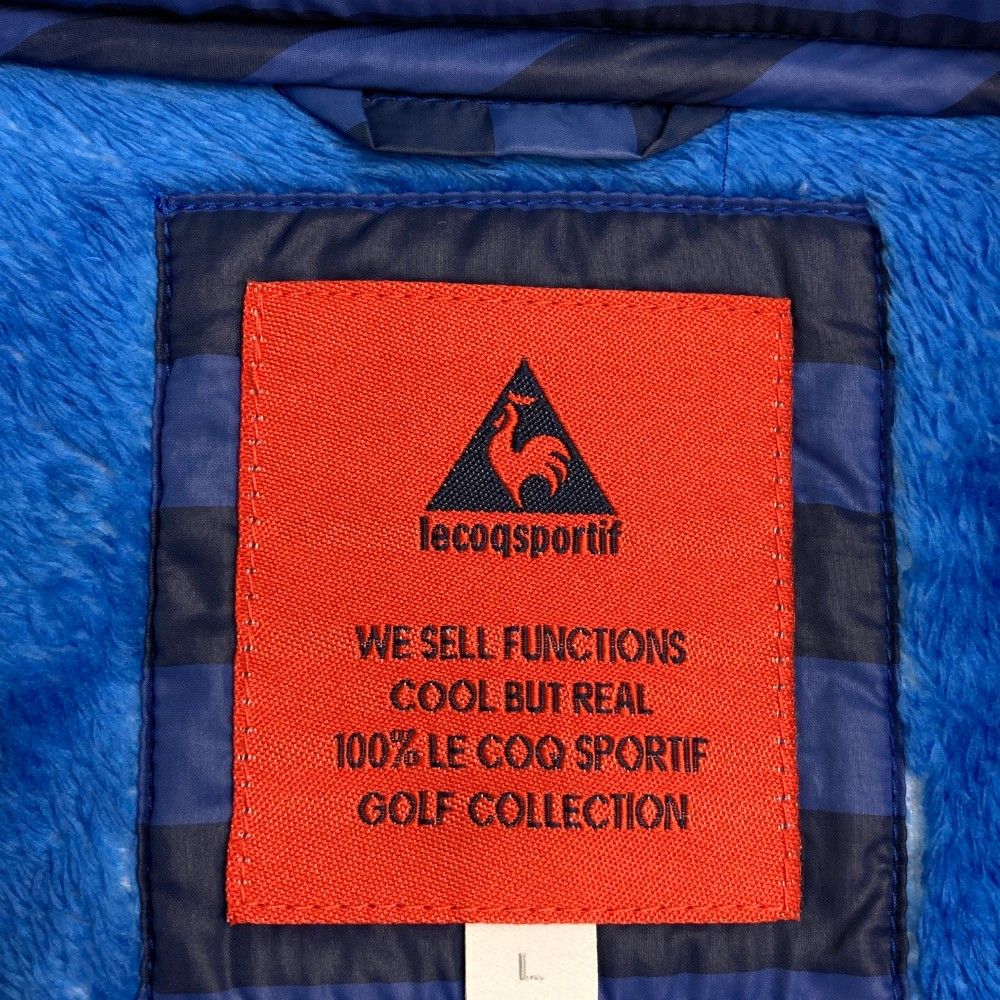 lecoqsportif
WE SELL FUNCTIONS
COOL BUT REAL
100% LE COQ SPORTIF
GOLF COLLECTION
L